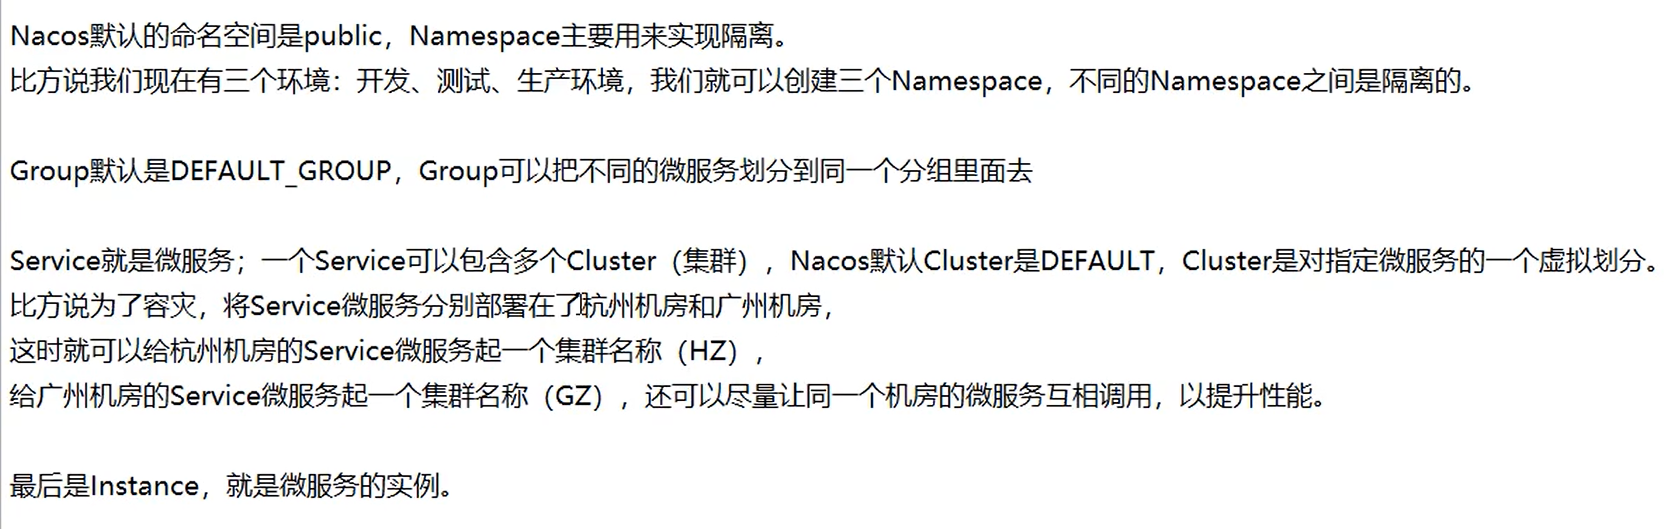 Nacos默认的命名空间是public，Namespace主要用来实现隔离。
比方说我们现在有三个环境：开发、测试、生产环境，我们就可以创建三个Namespace，不同的Namespace之间是隔离的。
Group默认是DEFAULT_GROUP，Group可以把不同的微服务划分到同一个分组里面去
Service就是微服务；一个Service可以包含多个Cluster（集群），Nacos默认Cluster是DEFAULT，Cluster是对指定微服务的一个虚拟划分。
比方说为了容灾，将Service微服务分别部署在了杭州机房和广州机房，
这时就可以给杭州机房的Service微服务起一个集群名称（HZ），
给广州机房的Service微服务起一个集群名称（GZ），还可以尽量让同一个机房的微服务互相调用，以提升性能。
最后是Instance，就是微服务的实例。